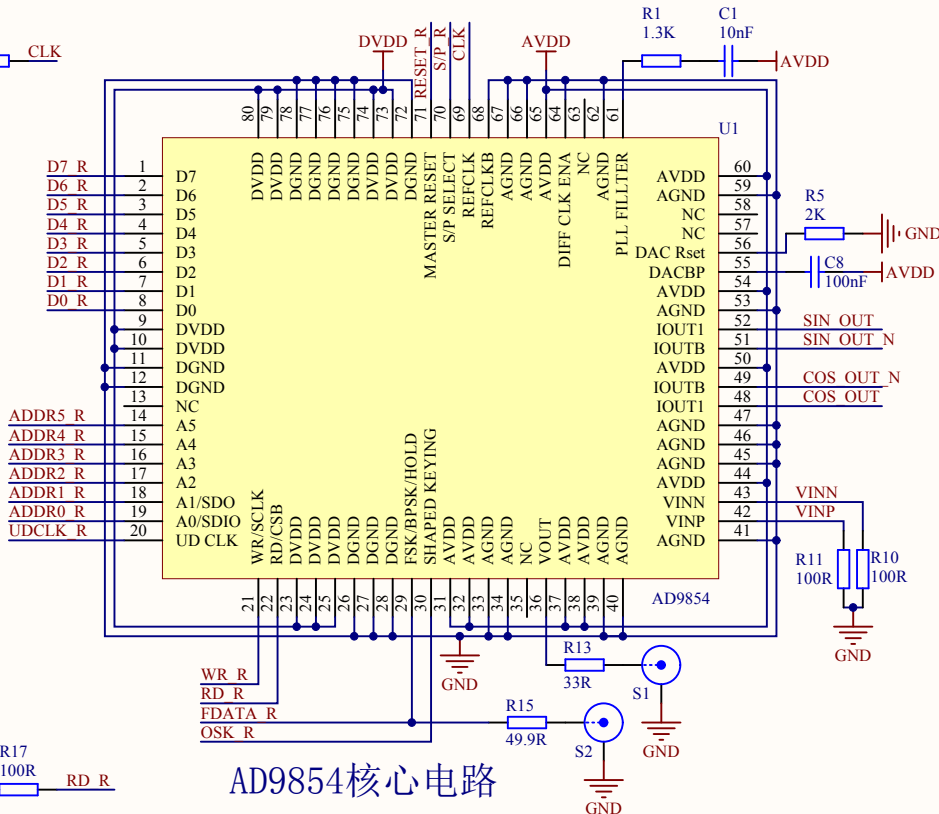 CLK
DVDD
RESET_R
S/P_R
CLK
AVDD
R1
1.3K
C1
10nF
AVDD
U1
80
79
78
77
76
75
74
73
72
71
70
69
68
67
66
65
64
63
62
61
DVDD
DVDD
DGND
DGND
DGND
DGND
DVDD
DVDD
DGND
MASTER RESET
S/P SELECT
REFCLK
REFCLKB
AGND
AGND
AVDD
DIFF CLK ENA
NC
AGND
PLL FILLTER
D7_R 1 D7
D6_R 2 D6
D5_R 3 D5
D4_R 4 D4
D3_R 5 D3
D2_R 6 D2
D1_R 7 D1
D0_R 8 D0
9 DVDD
10 DVDD
11 DGND
12 DGND
13 NC
ADDR5_R 14 A5
ADDR4_R 15 A4
ADDR3_R 16 A3
ADDR2_R 17 A2
ADDR1_R 18 A1/SDO
ADDR0_R 19 A0/SDIO
UDCLK_R 20 UD CLK
AVDD 60
AGND 59
NC 58
NC 57
DAC Rset 56
DACBP 55
AVDD 54
AGND 53
IOUT1 52 SIN_OUT
IOUTB 51 SIN_OUT_N
AVDD 50
IOUTB 49 COS_OUT_N
IOUT1 48 COS_OUT
AGND 47
AGND 46
AGND 45
AVDD 44
VINN 43 VINN
VINP 42 VINP
AGND 41
R5
2K
GND
C8
100nF
AVDD
R11
100R
R10
100R
GND
WR/SCLK
RD/CSB
DVDD
DVDD
DVDD
DGND
DGND
DGND
FSK/BPSK/HOLD
SHAPED KEYING
AVDD
AVDD
AGND
AGND
NC
VOUT
AVDD
AVDD
AGND
AGND
21
22
23
24
25
26
27
28
29
30
31
32
33
34
35
36
37
38
39
40
AD9854
GND
WR_R
RD_R
FDATA_R
OSK_R
R13
33R
S1
GND
R15
49.9R
S2
GND
R17
100R
RD_R
AD9854核心电路